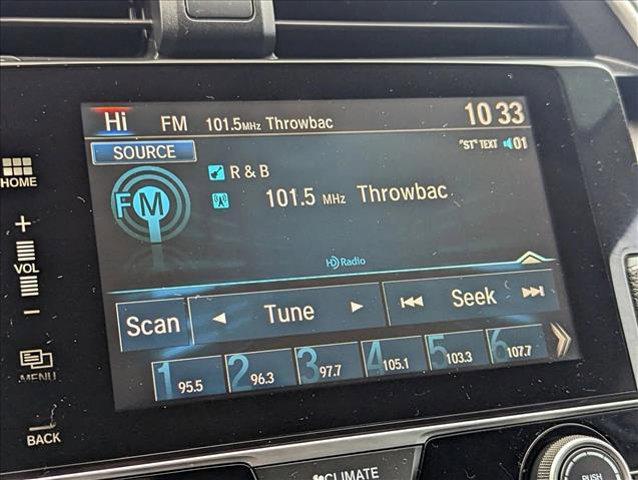 Hi FM 101.5MHz Throwbac 10 33
SOURCE "ST" TEXT 01
R & B
FM 101.5 MHz Throwbac
HD Radio
Scan Tune Seek
1 95.5 2 96.3 3 97.7 4 105.1 5 103.3 6 107.7
HOME
+
VOL
−
MENU
BACK
CLIMATE
PUSH